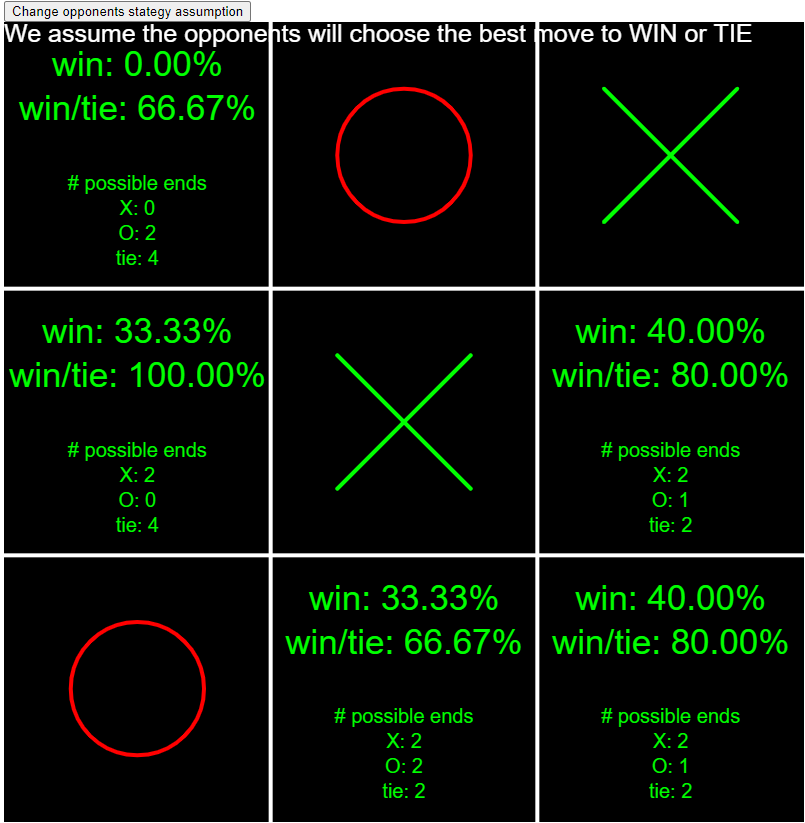 Change opponents stategy assumption
We assume the opponents will choose the best move to WIN or TIE
win: 0.00%
win/tie: 66.67%
# possible ends
X: 0
O: 2
tie: 4
win: 33.33%
win/tie: 100.00%
# possible ends
X: 2
O: 0
tie: 4
win: 40.00%
win/tie: 80.00%
# possible ends
X: 2
O: 1
tie: 2
win: 33.33%
win/tie: 66.67%
# possible ends
X: 2
O: 2
tie: 2
win: 40.00%
win/tie: 80.00%
# possible ends
X: 2
O: 1
tie: 2